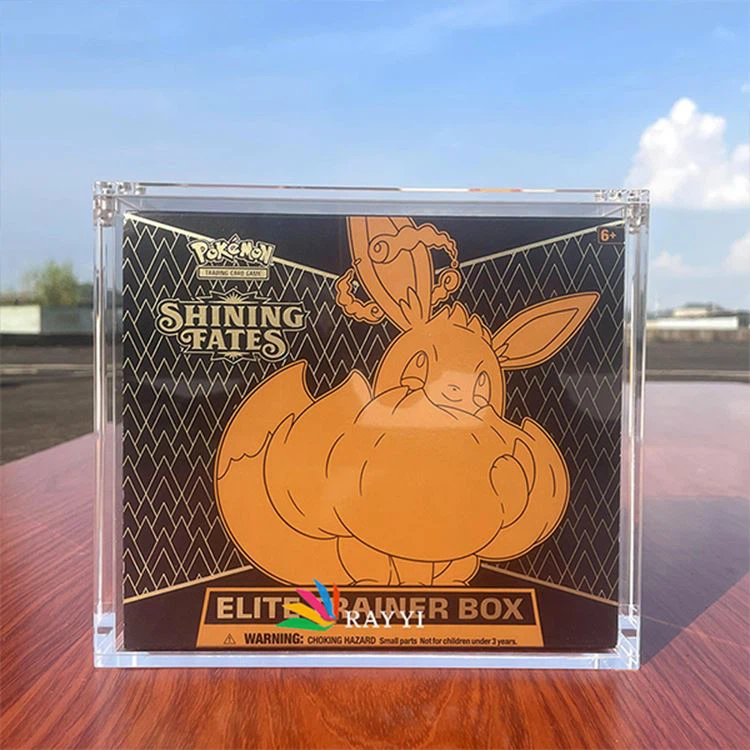 Pokémon
TRADING CARD GAME
6+
SHINING
FATES
ELITE TRAINER BOX
RAYYI
WARNING: CHOKING HAZARD Small parts Not for children under 3 years.